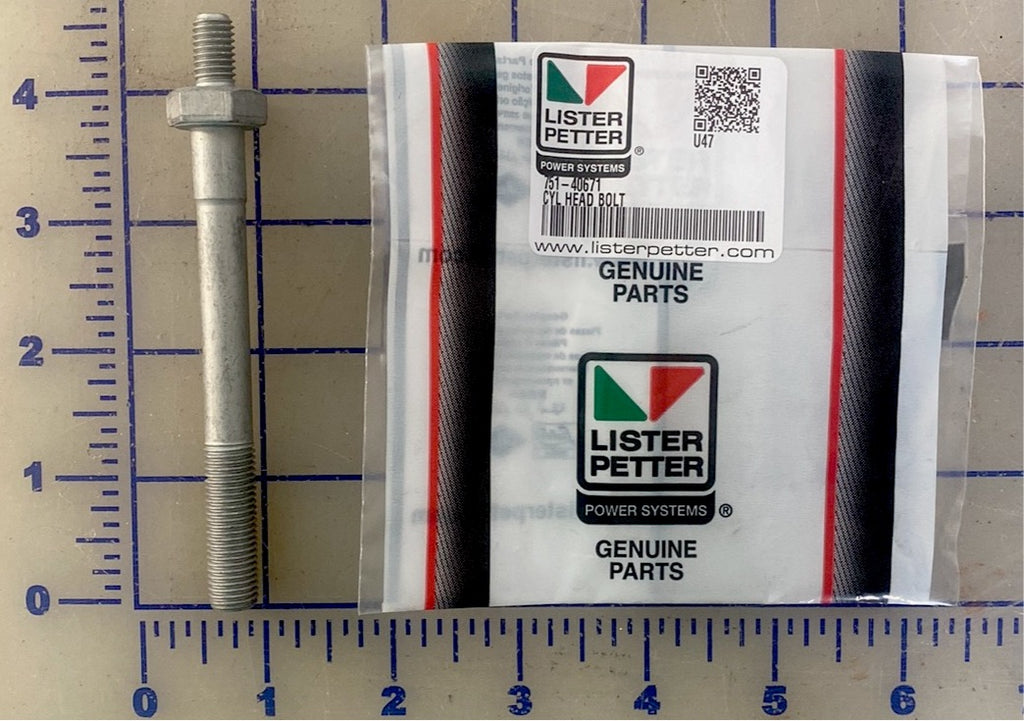 4
3
2
1
0
0
1
2
3
4
5
6
LISTER
PETTER
®
POWER SYSTEMS
U47
751-40671
CYL HEAD BOLT
www.listerpetter.com
GENUINE
PARTS
LISTER
PETTER
POWER SYSTEMS ®
GENUINE
PARTS